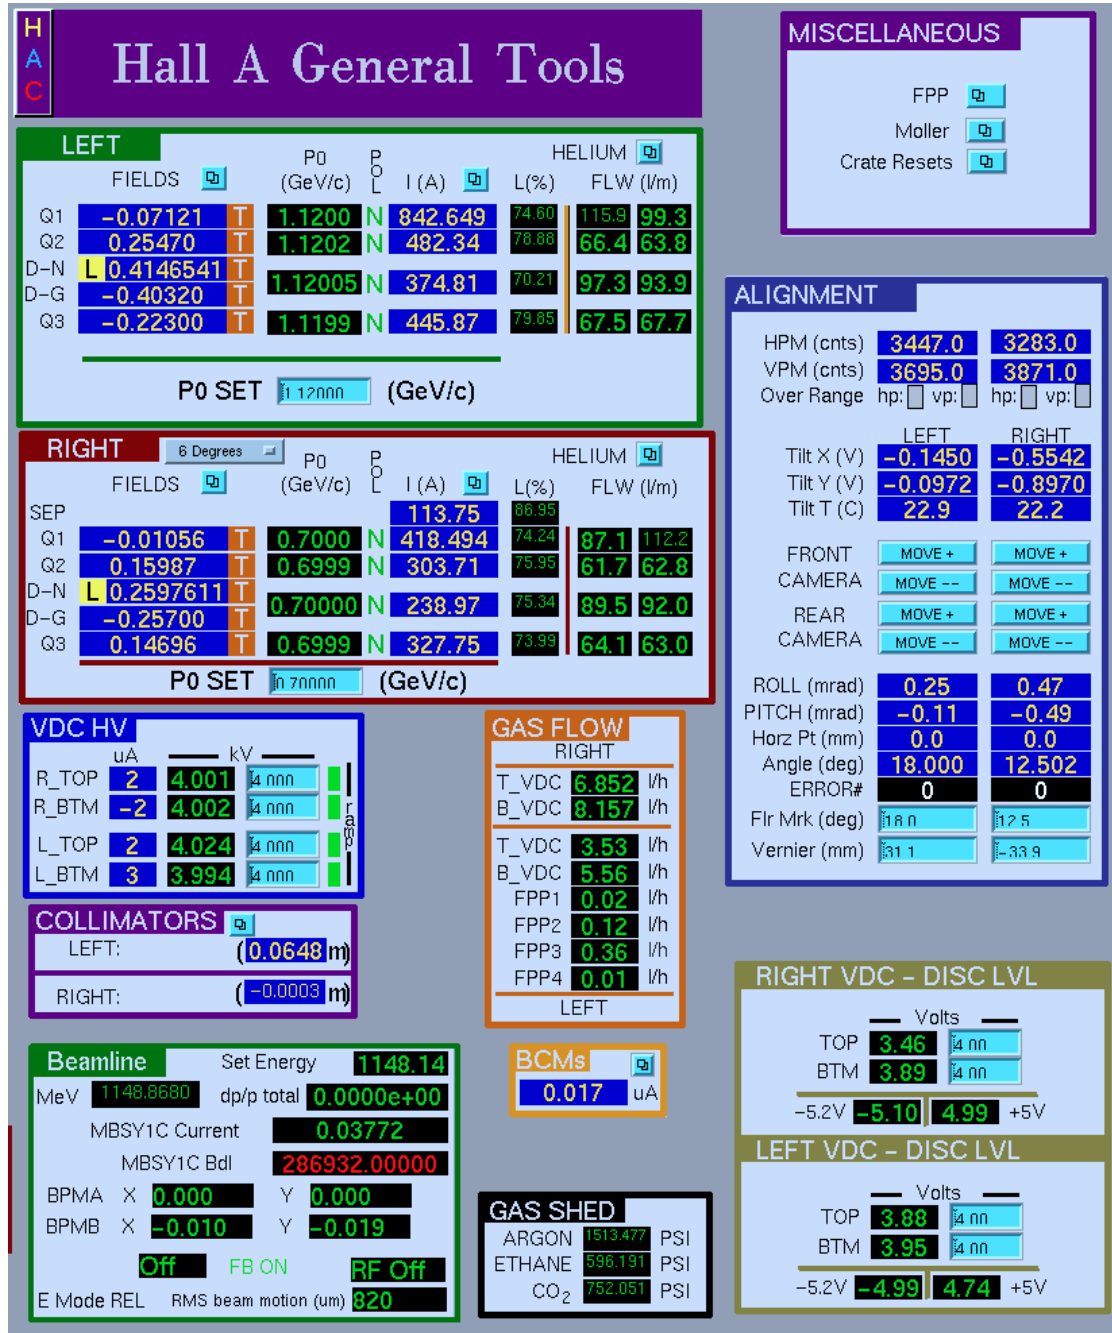 H
A
C
Hall A General Tools
MISCELLANEOUS
FPP
Moller
Crate Resets
LEFT
FIELDS
P0
(GeV/c)
POL
I (A)
HELIUM
L(%) FLW (l/m)
Q1 -0.07121 T 1.1200 N 842.649 74.60 115.9 99.3
Q2 0.25470 T 1.1202 N 482.34 78.88 66.4 63.8
D-N L 0.4146541 T
1.12005 N 374.81 70.21 97.3 93.9
D-G -0.40320 T
Q3 -0.22300 T 1.1199 N 445.87 79.85 67.5 67.7
P0 SET 1.12000 (GeV/c)
RIGHT 6 Degrees
FIELDS
P0
(GeV/c)
POL
I (A)
HELIUM
L(%) FLW (l/m)
SEP 113.75 86.95
Q1 -0.01056 T 0.7000 N 418.494 74.24 87.1 112.2
Q2 0.15987 T 0.6999 N 303.71 75.95 61.7 62.8
D-N L 0.2597611 T
0.70000 N 238.97 75.34 89.5 92.0
D-G -0.25700 T
Q3 0.14696 T 0.6999 N 327.75 73.99 64.1 63.0
P0 SET 0.70000 (GeV/c)
ALIGNMENT
HPM (cnts) 3447.0 3283.0
VPM (cnts) 3695.0 3871.0
Over Range hp: vp: hp: vp:
LEFT RIGHT
Tilt X (V) -0.1450 -0.5542
Tilt Y (V) -0.0972 -0.8970
Tilt T (C) 22.9 22.2
FRONT MOVE + MOVE +
CAMERA MOVE -- MOVE --
REAR MOVE + MOVE +
CAMERA MOVE -- MOVE --
ROLL (mrad) 0.25 0.47
PITCH (mrad) -0.11 -0.49
Horz Pt (mm) 0.0 0.0
Angle (deg) 18.000 12.502
ERROR# 0 0
Flr Mrk (deg) 18.0 12.5
Vernier (mm) 31.1 -33.9
VDC HV
uA kV
R_TOP 2 4.001 4.000
R_BTM -2 4.002 4.000
L_TOP 2 4.024 4.000
L_BTM 3 3.994 4.000
ramp
COLLIMATORS
LEFT: (0.0648 m)
RIGHT: (-0.0003 m)
GAS FLOW
RIGHT
T_VDC 6.852 l/h
B_VDC 8.157 l/h
T_VDC 3.53 l/h
B_VDC 5.56 l/h
FPP1 0.02 l/h
FPP2 0.12 l/h
FPP3 0.36 l/h
FPP4 0.01 l/h
LEFT
Beamline Set Energy 1148.14
MeV 1148.8680 dp/p total 0.0000e+00
MBSY1C Current 0.03772
MBSY1C Bdl 286932.00000
BPMA X 0.000 Y 0.000
BPMB X -0.010 Y -0.019
Off FB ON RF Off
E Mode REL RMS beam motion (um) 820
BCMs
0.017 uA
GAS SHED
ARGON 1513.477 PSI
ETHANE 596.191 PSI
CO2 752.051 PSI
RIGHT VDC - DISC LVL
Volts
TOP 3.46 4.00
BTM 3.89 4.00
-5.2V -5.10 4.99 +5V
LEFT VDC - DISC LVL
Volts
TOP 3.88 4.00
BTM 3.95 4.00
-5.2V -4.99 4.74 +5V